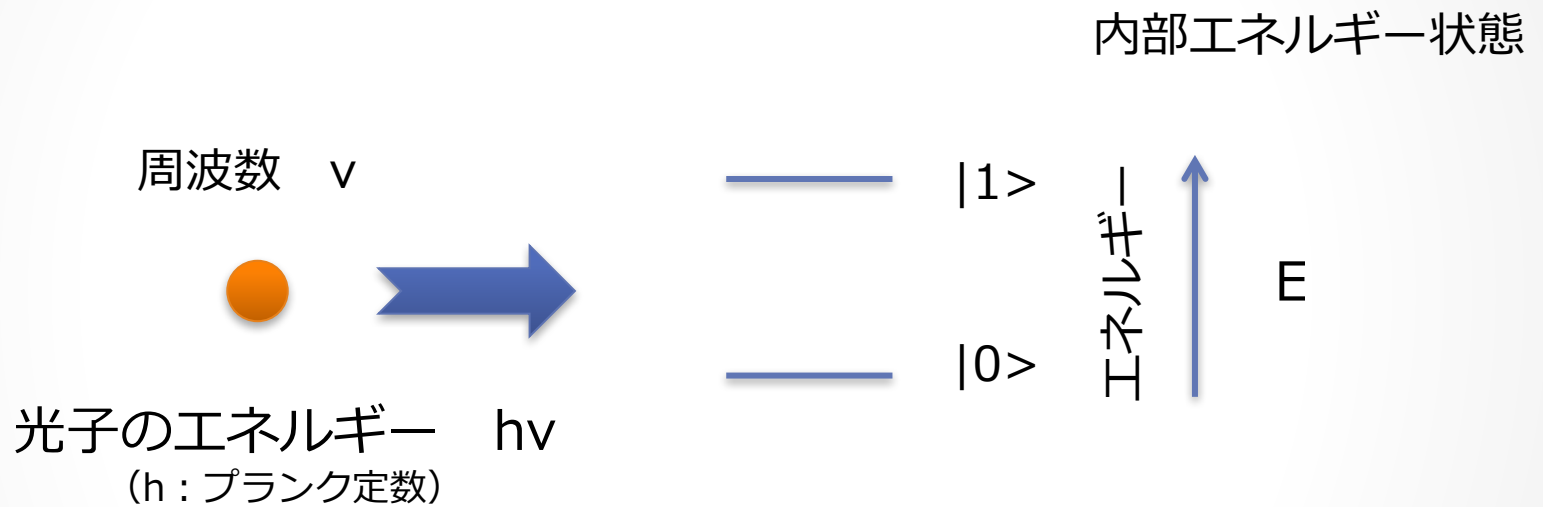 内部エネルギー状態
周波数　ν
|1>
エネルギー
E
|0>
光子のエネルギー　hν
（h：プランク定数）